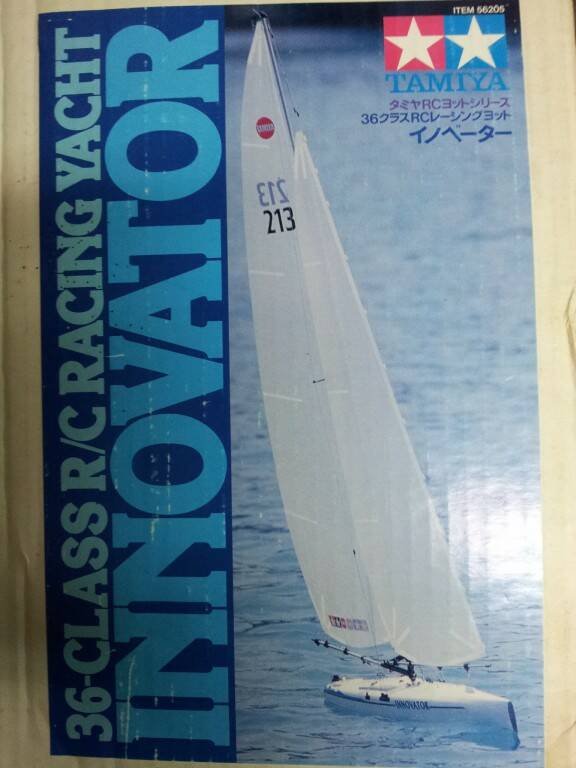 ITEM 56205
TAMIYA
タミヤRCヨットシリーズ
36クラスRCレーシングヨット
イノベーター
36-CLASS R/C RACING YACHT
INNOVATOR
213
213
INNOVATOR